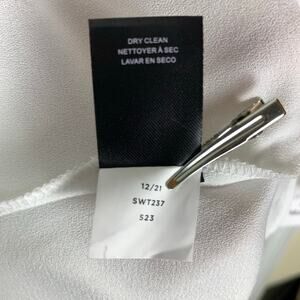 DRY CLEAN
NETTOYER À SEC
LAVAR EN SECO
12/21
SWT237
523